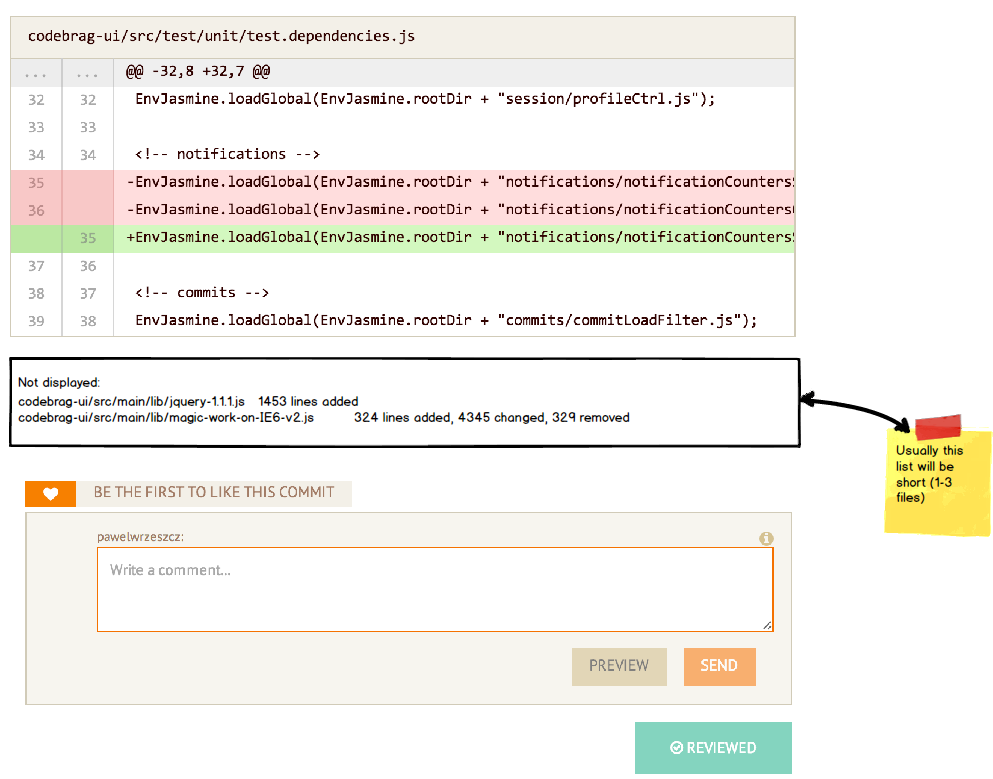 codebrag-ui/src/test/unit/test.dependencies.js
... ... @@ -32,8 +32,7 @@
32 32 EnvJasmine.loadGlobal(EnvJasmine.rootDir + "session/profileCtrl.js");
33 33
34 34 <!-- notifications -->
35 -EnvJasmine.loadGlobal(EnvJasmine.rootDir + "notifications/notificationCounters
36 -EnvJasmine.loadGlobal(EnvJasmine.rootDir + "notifications/notificationCounters
35 +EnvJasmine.loadGlobal(EnvJasmine.rootDir + "notifications/notificationCounters
37 36
38 37 <!-- commits -->
39 38 EnvJasmine.loadGlobal(EnvJasmine.rootDir + "commits/commitLoadFilter.js");
Not displayed:
codebrag-ui/src/main/lib/jquery-1.1.1.js 1453 lines added
codebrag-ui/src/main/lib/magic-work-on-IE6-v2.js 324 lines added, 4345 changed, 329 removed
Usually this
list will be
short (1-3
files)
BE THE FIRST TO LIKE THIS COMMIT
pawelwrzeszcz:
Write a comment...
PREVIEW SEND
REVIEWED